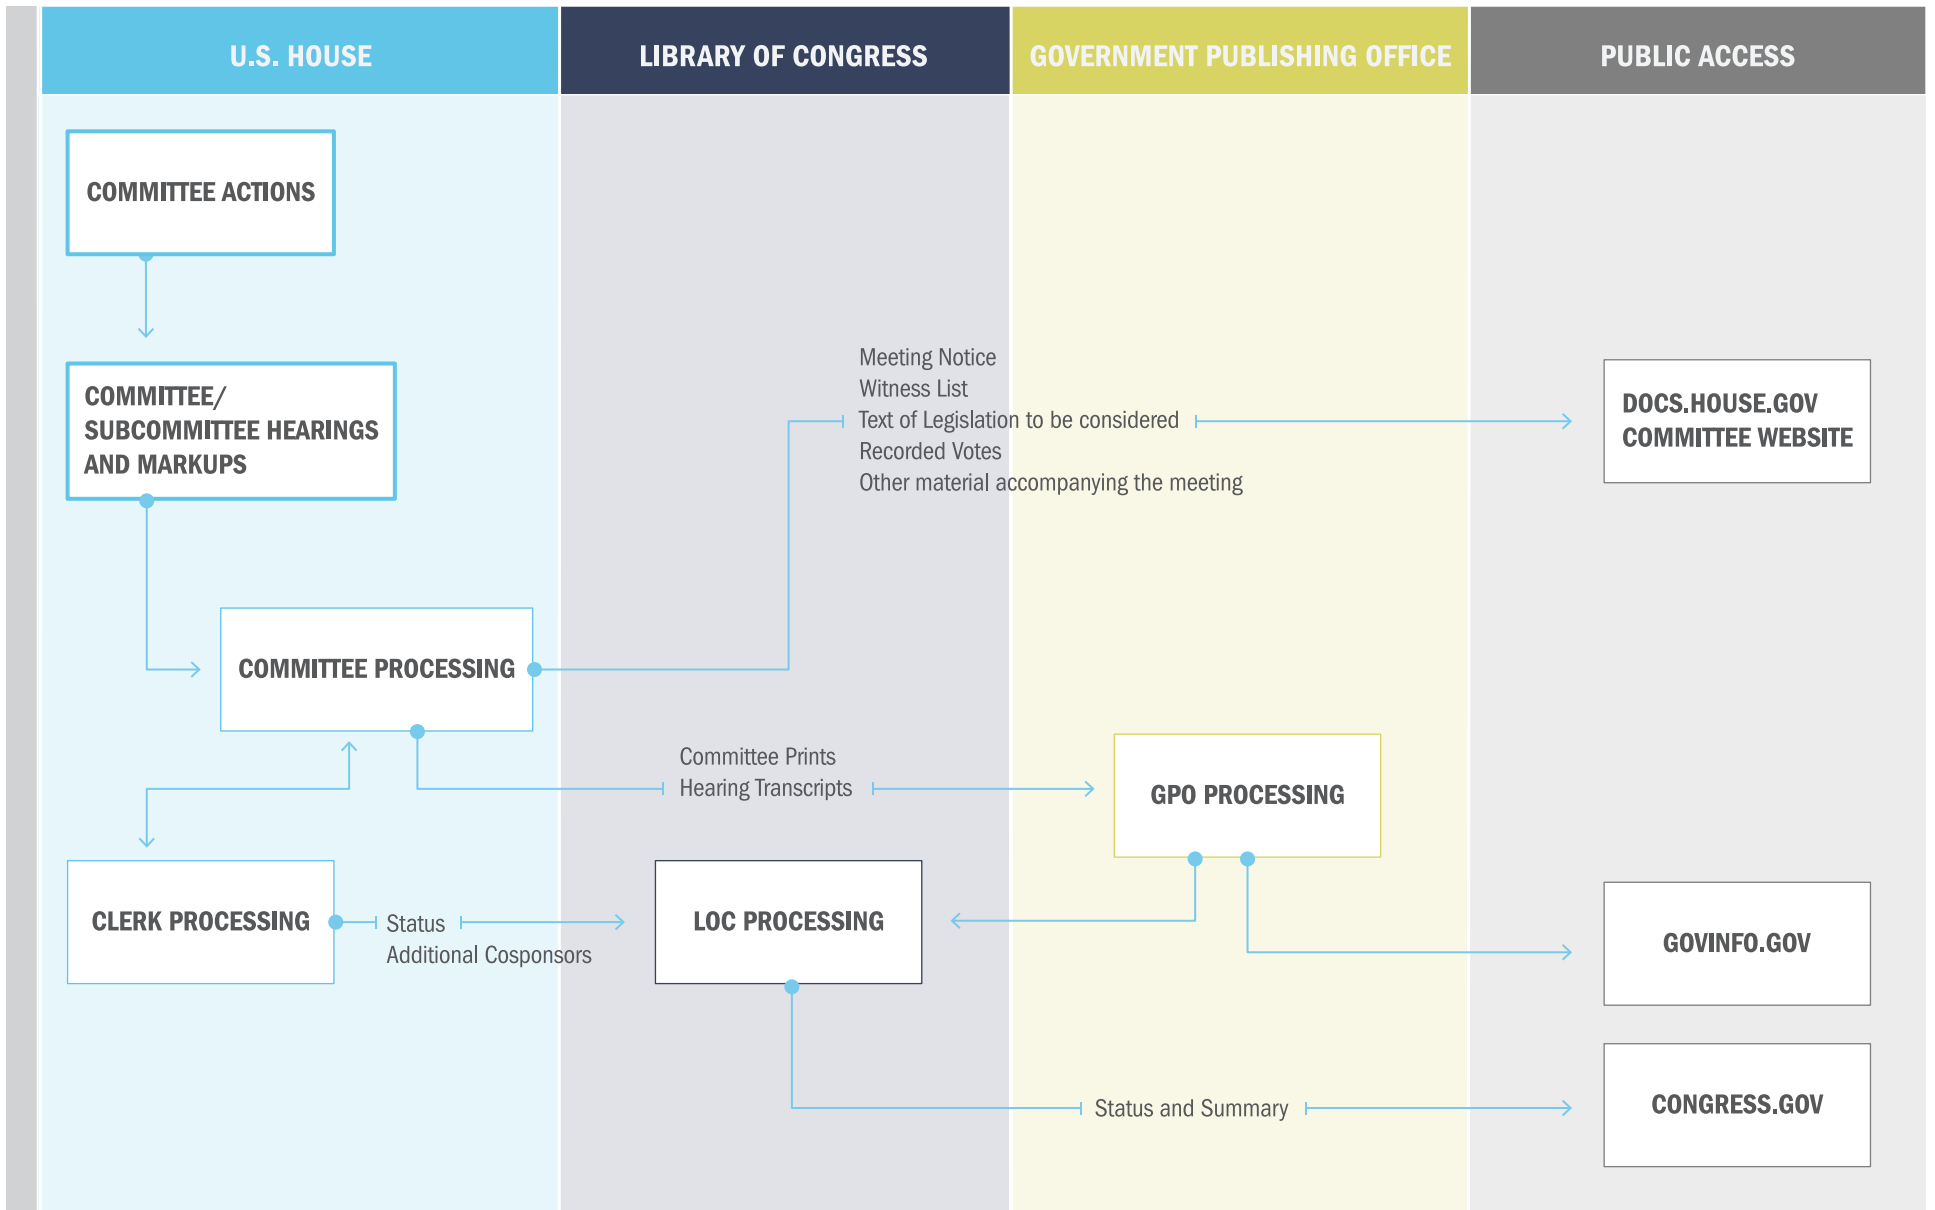 U.S. HOUSE
LIBRARY OF CONGRESS
GOVERNMENT PUBLISHING OFFICE
PUBLIC ACCESS
COMMITTEE ACTIONS
COMMITTEE/
SUBCOMMITTEE HEARINGS
AND MARKUPS
Meeting Notice
Witness List
Text of Legislation to be considered
Recorded Votes
Other material accompanying the meeting
DOCS.HOUSE.GOV
COMMITTEE WEBSITE
COMMITTEE PROCESSING
Committee Prints
Hearing Transcripts
GPO PROCESSING
CLERK PROCESSING
Status
Additional Cosponsors
LOC PROCESSING
GOVINFO.GOV
Status and Summary
CONGRESS.GOV